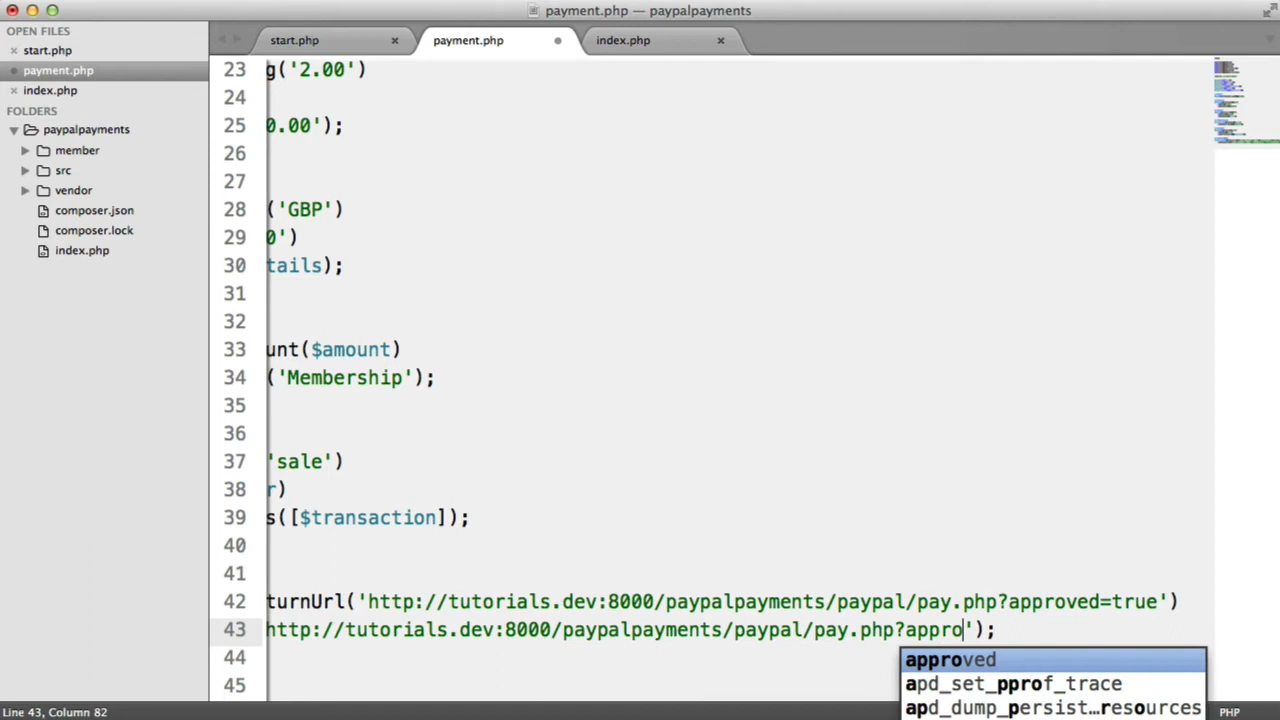 payment.php — paypalpayments
OPEN FILES
start.php
payment.php
index.php
FOLDERS
paypalpayments
member
src
vendor
composer.json
composer.lock
index.php
start.php
payment.php
index.php
23 g('2.00')
24
25 0.00');
26
27
28 ('GBP')
29 0')
30 tails);
31
32
33 unt($amount)
34 ('Membership');
35
36
37 'sale')
38 r)
39 s([$transaction]);
40
41
42 turnUrl('http://tutorials.dev:8000/paypalpayments/paypal/pay.php?approved=true')
43 http://tutorials.dev:8000/paypalpayments/paypal/pay.php?appro');
44
45
approved
apd_set_pprof_trace
apd_dump_persist…resources
Line 43, Column 82
PHP